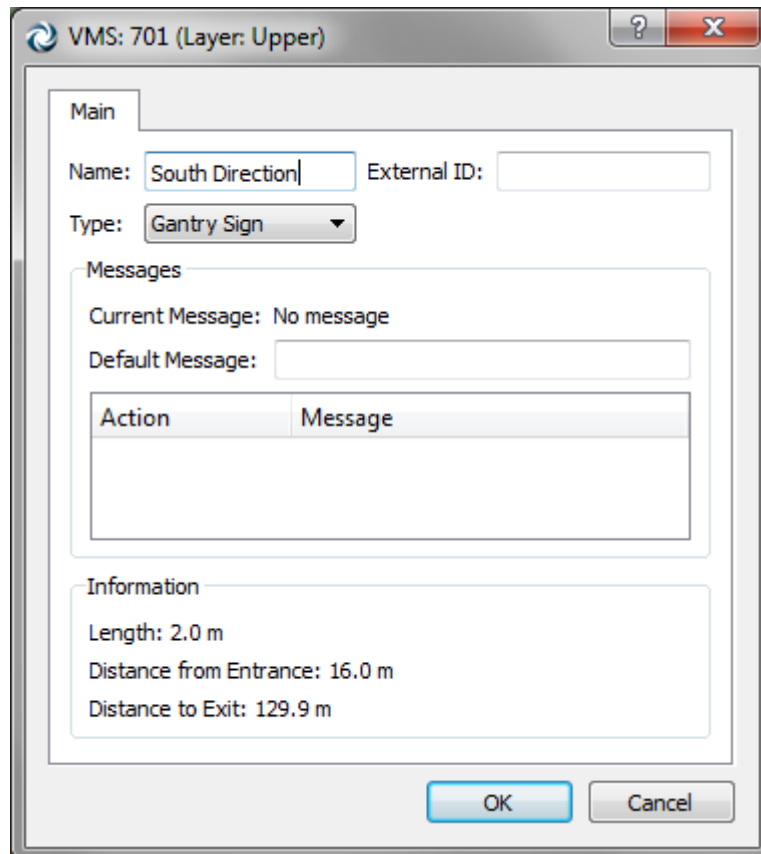 VMS: 701 (Layer: Upper)
Main
Name: South Direction External ID:
Type: Gantry Sign
Messages
Current Message: No message
Default Message:
Action Message
Information
Length: 2.0 m
Distance from Entrance: 16.0 m
Distance to Exit: 129.9 m
OK Cancel